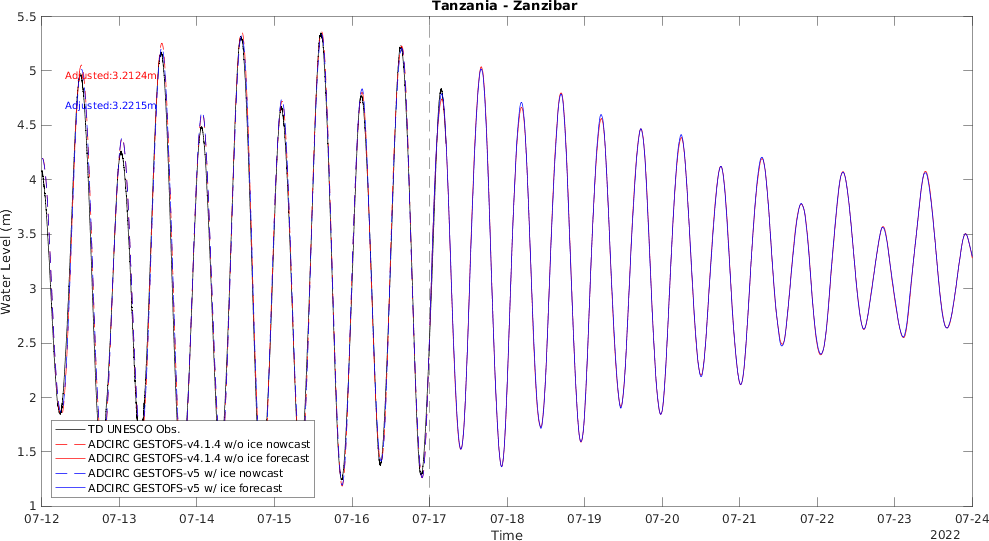 Tanzania - Zanzibar
5.5
5
4.5
4
3.5
3
2.5
2
1.5
1
Water Level (m)
Adjusted:3.2124m
Adjusted:3.2215m
TD UNESCO Obs.
ADCIRC GESTOFS-v4.1.4 w/o ice nowcast
ADCIRC GESTOFS-v4.1.4 w/o ice forecast
ADCIRC GESTOFS-v5 w/ ice nowcast
ADCIRC GESTOFS-v5 w/ ice forecast
07-12 07-13 07-14 07-15 07-16 07-17 07-18 07-19 07-20 07-21 07-22 07-23 07-24
Time
2022